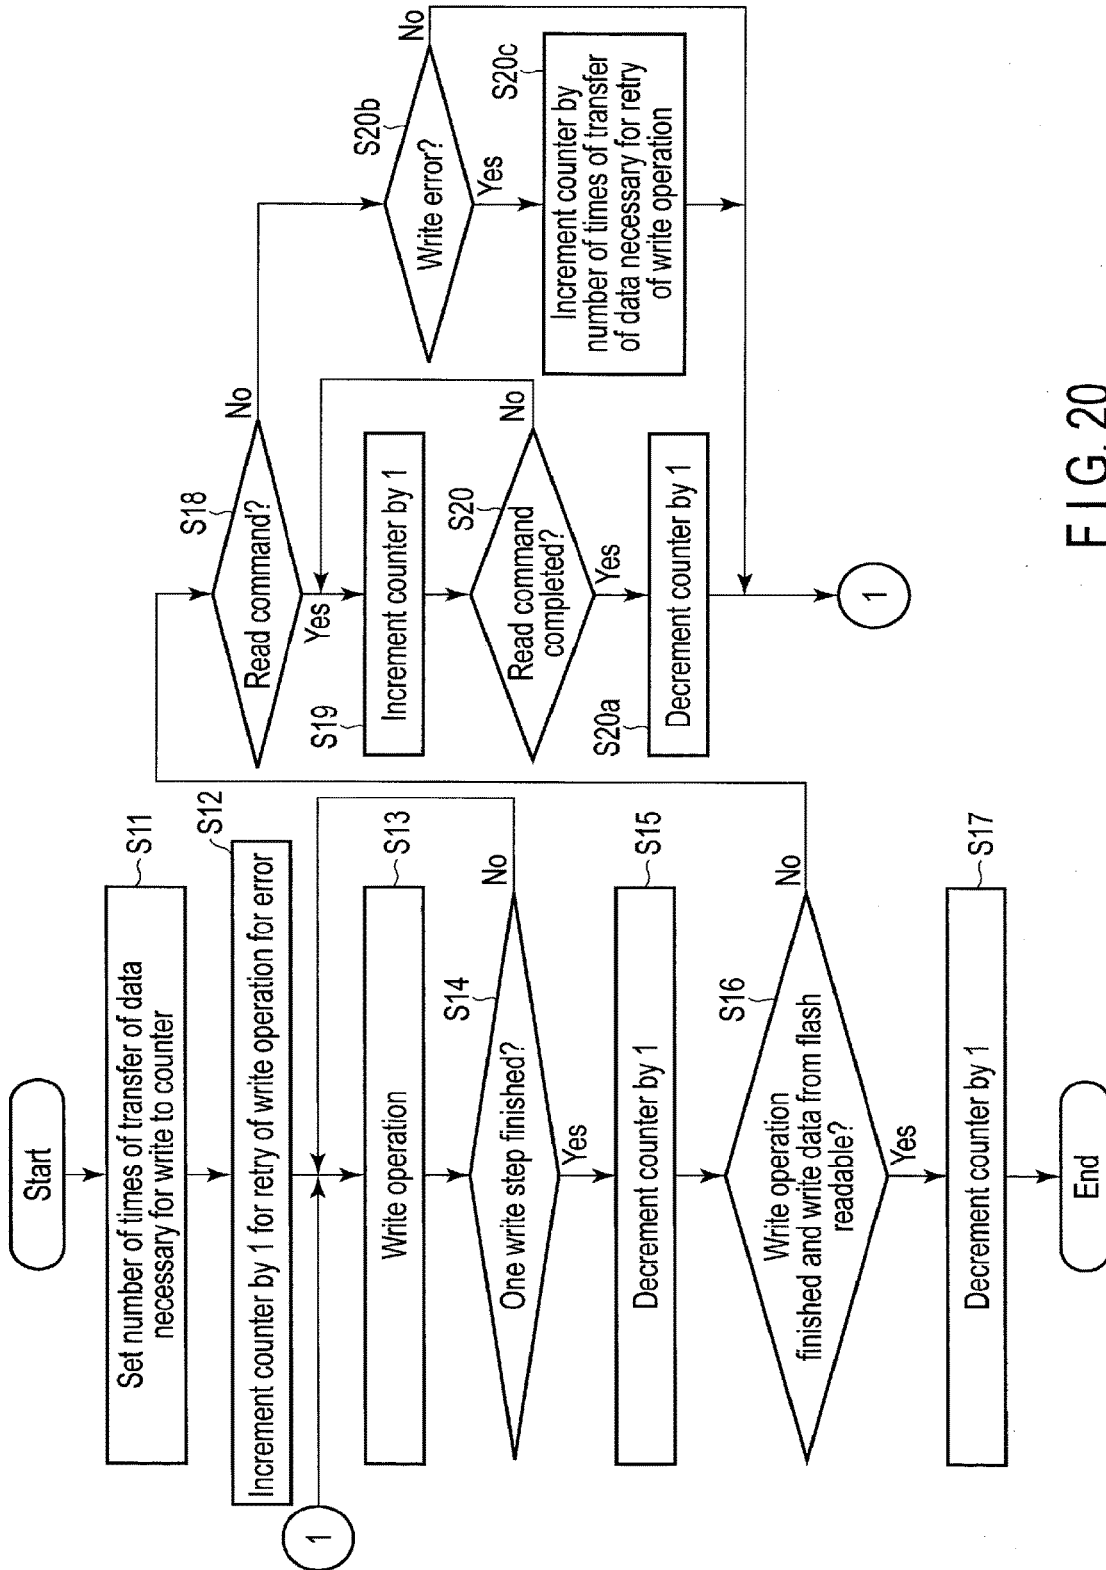 Start
S11
Set number of times of transfer of data
necessary for write to counter
S12
Increment counter by 1 for retry of write operation for error
1
S13
Write operation
S14
One write step finished?
No
Yes
S15
Decrement counter by 1
S16
Write operation
finished and write data from flash
readable?
No
Yes
S17
Decrement counter by 1
End
S18
Read command?
No
Yes
S19
Increment counter by 1
S20
Read command
completed?
No
Yes
S20a
Decrement counter by 1
1
S20b
Write error?
No
Yes
S20c
Increment counter by
number of times of transfer
of data necessary for retry
of write operation
FIG. 20